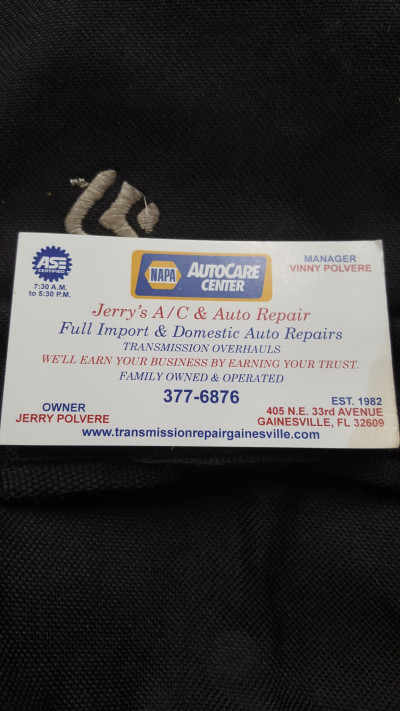 ASE
CERTIFIED
7:30 A.M.
to 5:30 P.M.
NAPA
AUTOCARE
CENTER
MANAGER
VINNY POLVERE
Jerry's A/C & Auto Repair
Full Import & Domestic Auto Repairs
TRANSMISSION OVERHAULS
WE'LL EARN YOUR BUSINESS BY EARNING YOUR TRUST.
FAMILY OWNED & OPERATED
377-6876
OWNER
JERRY POLVERE
EST. 1982
405 N.E. 33rd AVENUE
GAINESVILLE, FL 32609
www.transmissionrepairgainesville.com